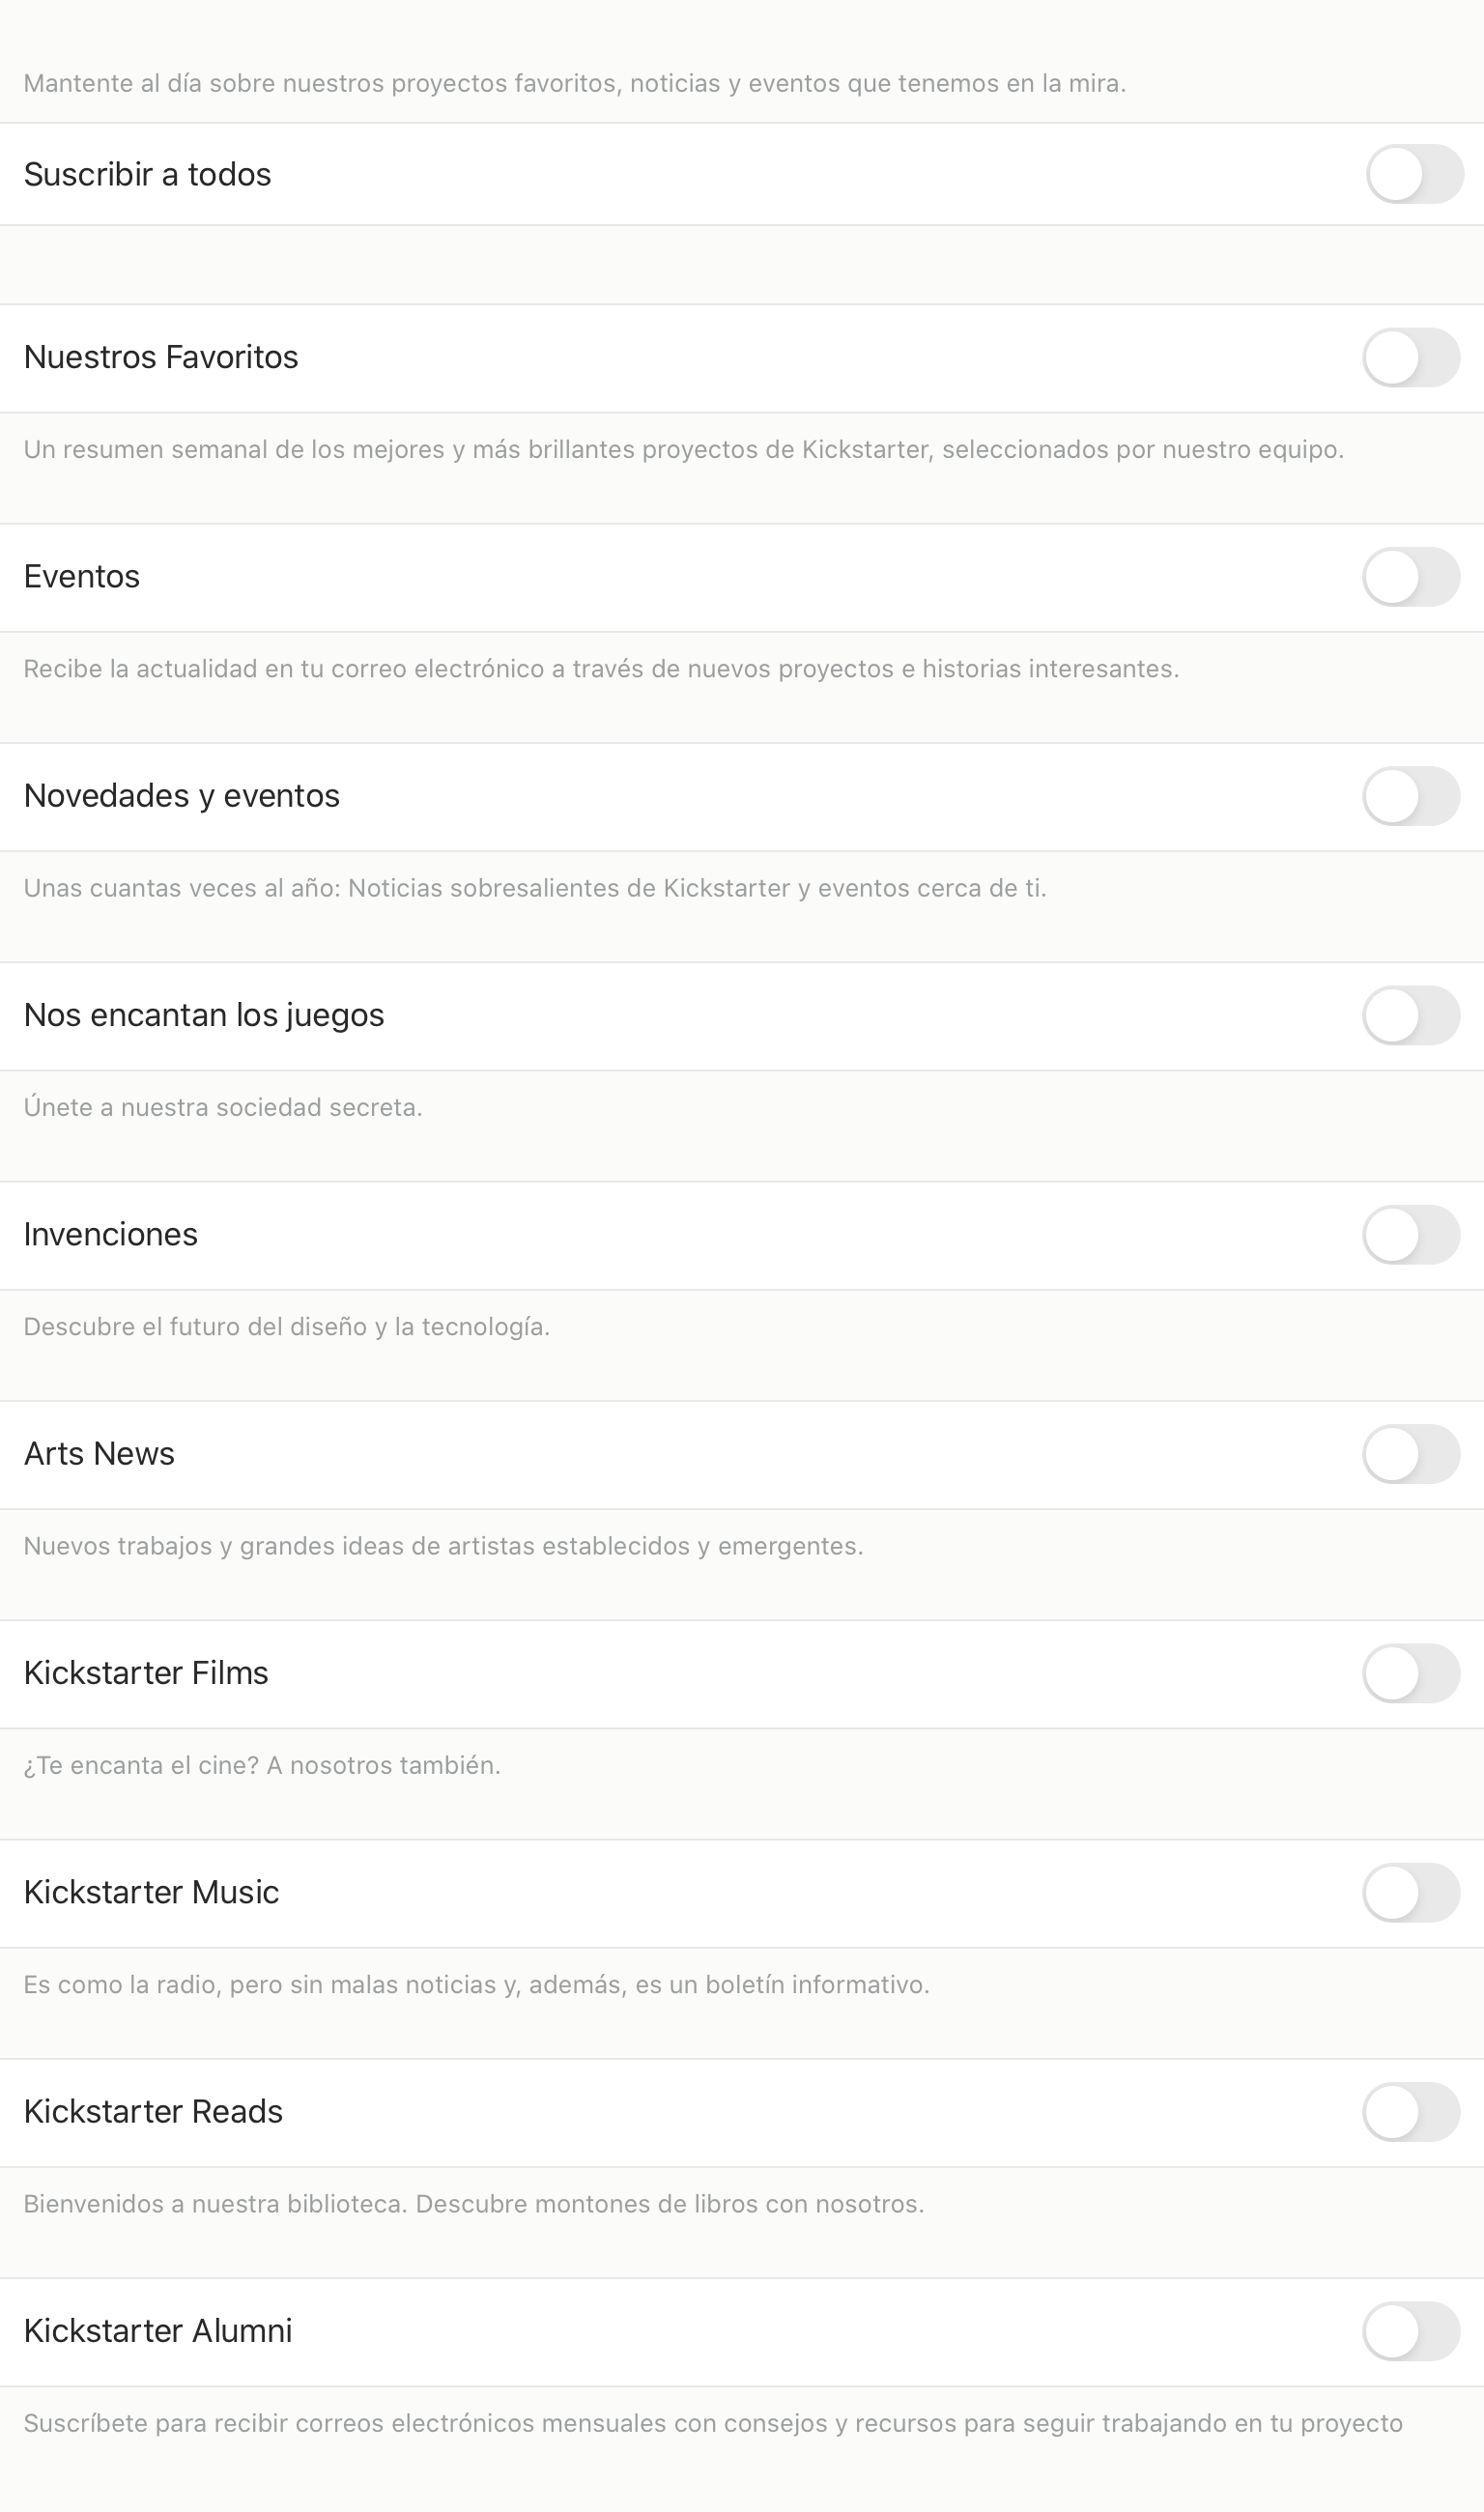 Mantente al día sobre nuestros proyectos favoritos, noticias y eventos que tenemos en la mira.
Suscribir a todos
Nuestros Favoritos
Un resumen semanal de los mejores y más brillantes proyectos de Kickstarter, seleccionados por nuestro equipo.
Eventos
Recibe la actualidad en tu correo electrónico a través de nuevos proyectos e historias interesantes.
Novedades y eventos
Unas cuantas veces al año: Noticias sobresalientes de Kickstarter y eventos cerca de ti.
Nos encantan los juegos
Únete a nuestra sociedad secreta.
Invenciones
Descubre el futuro del diseño y la tecnología.
Arts News
Nuevos trabajos y grandes ideas de artistas establecidos y emergentes.
Kickstarter Films
¿Te encanta el cine? A nosotros también.
Kickstarter Music
Es como la radio, pero sin malas noticias y, además, es un boletín informativo.
Kickstarter Reads
Bienvenidos a nuestra biblioteca. Descubre montones de libros con nosotros.
Kickstarter Alumni
Suscríbete para recibir correos electrónicos mensuales con consejos y recursos para seguir trabajando en tu proyecto